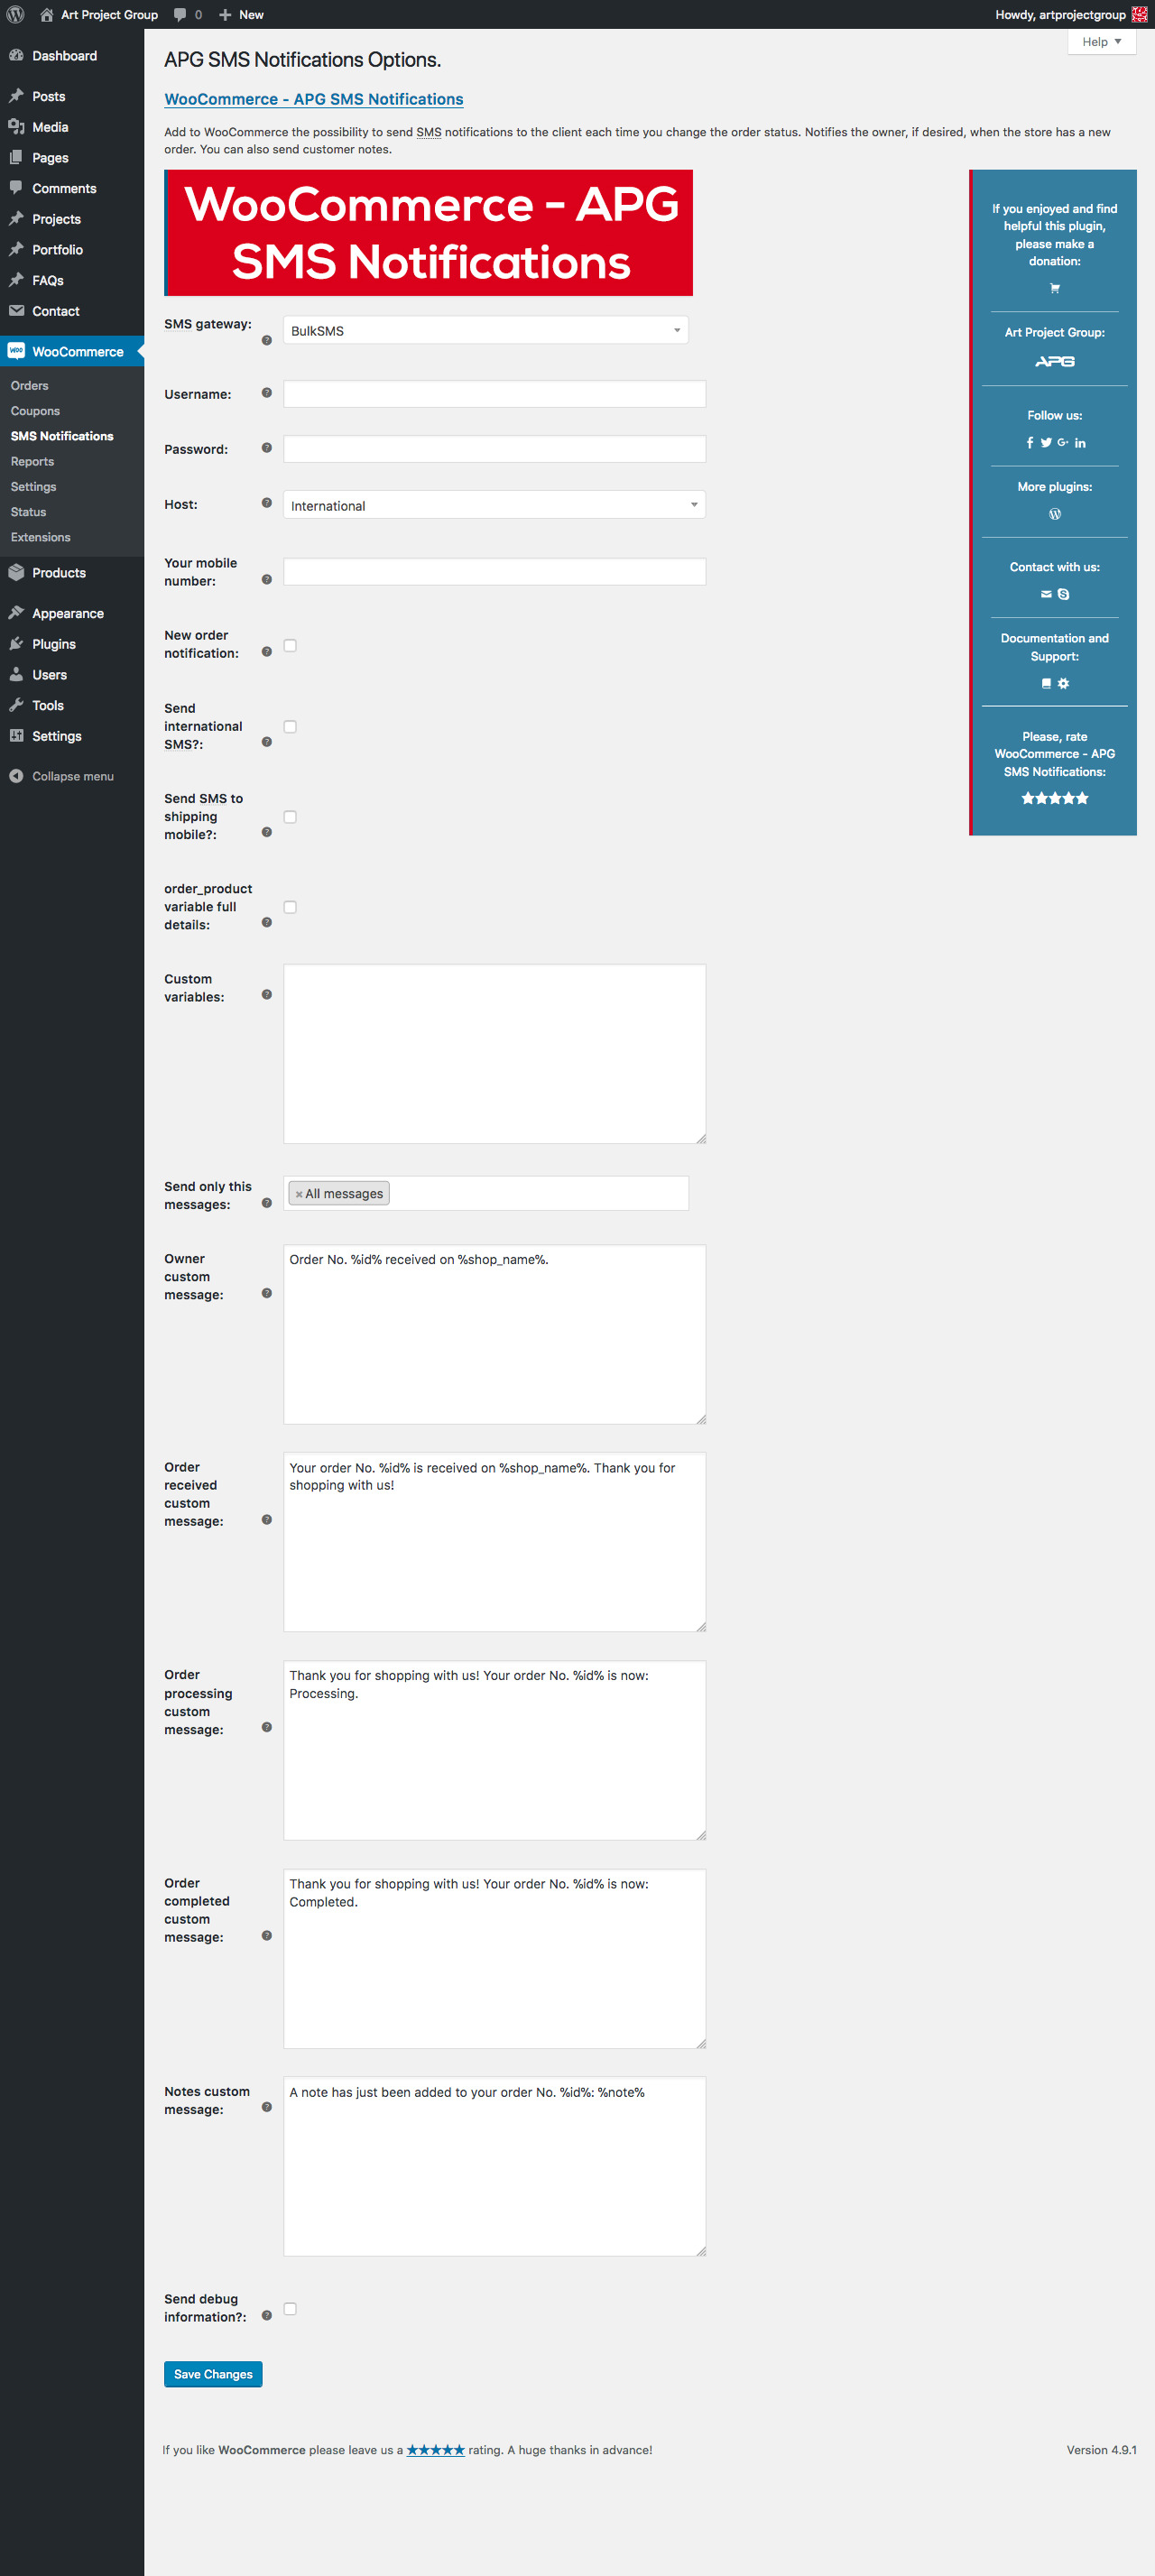 Art Project Group 0 New Howdy, artprojectgroup
Help
Dashboard
Posts
Media
Pages
Comments
Projects
Portfolio
FAQs
Contact
WooCommerce
Orders
Coupons
SMS Notifications
Reports
Settings
Status
Extensions
Products
Appearance
Plugins
Users
Tools
Settings
Collapse menu
APG SMS Notifications Options.
WooCommerce - APG SMS Notifications
Add to WooCommerce the possibility to send SMS notifications to the client each time you change the order status. Notifies the owner, if desired, when the store has a new
order. You can also send customer notes.
WooCommerce - APG
SMS Notifications
SMS gateway:
BulkSMS
Username:
Password:
Host:
International
Your mobile
number:
New order
notification:
Send
international
SMS?:
Send SMS to
shipping
mobile?:
order_product
variable full
details:
Custom
variables:
Send only this
messages:
× All messages
Owner
custom
message:
Order No. %id% received on %shop_name%.
Order
received
custom
message:
Your order No. %id% is received on %shop_name%. Thank you for
shopping with us!
Order
processing
custom
message:
Thank you for shopping with us! Your order No. %id% is now:
Processing.
Order
completed
custom
message:
Thank you for shopping with us! Your order No. %id% is now:
Completed.
Notes custom
message:
A note has just been added to your order No. %id%: %note%
Send debug
information?:
Save Changes
If you enjoyed and find
helpful this plugin,
please make a
donation:
Art Project Group:
APG
Follow us:
More plugins:
Contact with us:
Documentation and
Support:
Please, rate
WooCommerce - APG
SMS Notifications:
★★★★★
If you like WooCommerce please leave us a ★★★★★ rating. A huge thanks in advance!
Version 4.9.1